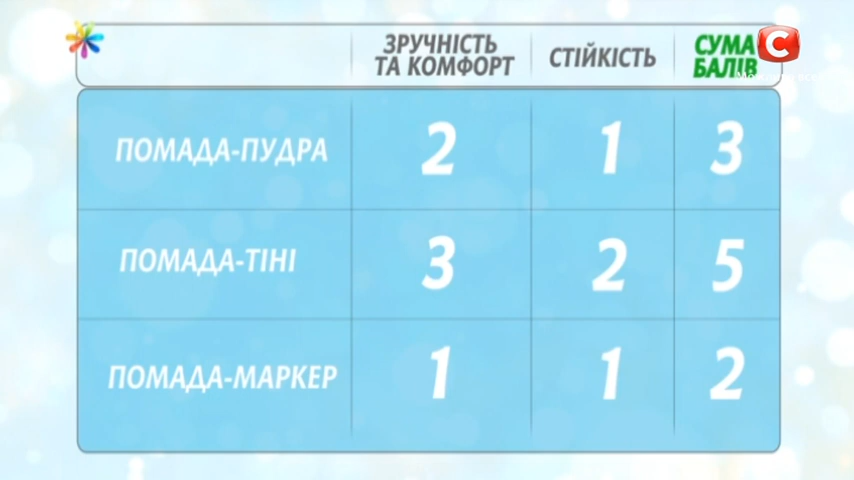 ЗРУЧНІСТЬ
ТА КОМФОРТ
СТІЙКІСТЬ
СУМА
БАЛІВ
ПОМАДА-ПУДРА 2 1 3
ПОМАДА-ТІНІ 3 2 5
ПОМАДА-МАРКЕР 1 1 2